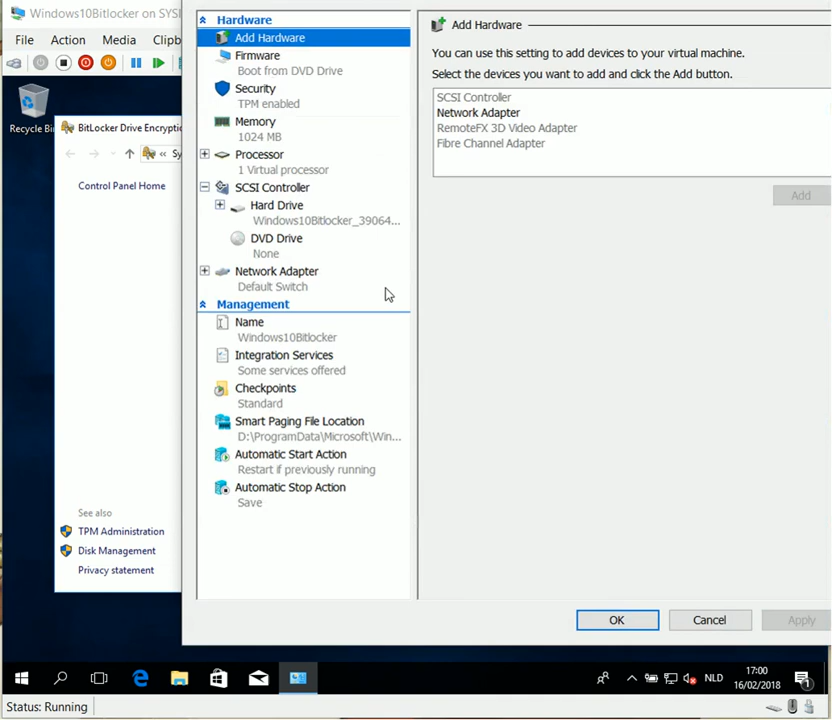 Windows10Bitlocker on SYS
File Action Media Clipb
Recycle Bi
BitLocker Drive Encryptic
« Sy
Control Panel Home
See also
TPM Administration
Disk Management
Privacy statement
Hardware
Add Hardware
Firmware
Boot from DVD Drive
Security
TPM enabled
Memory
1024 MB
Processor
1 Virtual processor
SCSI Controller
Hard Drive
Windows10Bitlocker_39064...
DVD Drive
None
Network Adapter
Default Switch
Management
Name
Windows10Bitlocker
Integration Services
Some services offered
Checkpoints
Standard
Smart Paging File Location
D:\ProgramData\Microsoft\Win...
Automatic Start Action
Restart if previously running
Automatic Stop Action
Save
Add Hardware
You can use this setting to add devices to your virtual machine.
Select the devices you want to add and click the Add button.
SCSI Controller
Network Adapter
RemoteFX 3D Video Adapter
Fibre Channel Adapter
Add
OK Cancel Apply
NLD
17:00
16/02/2018
1
Status: Running